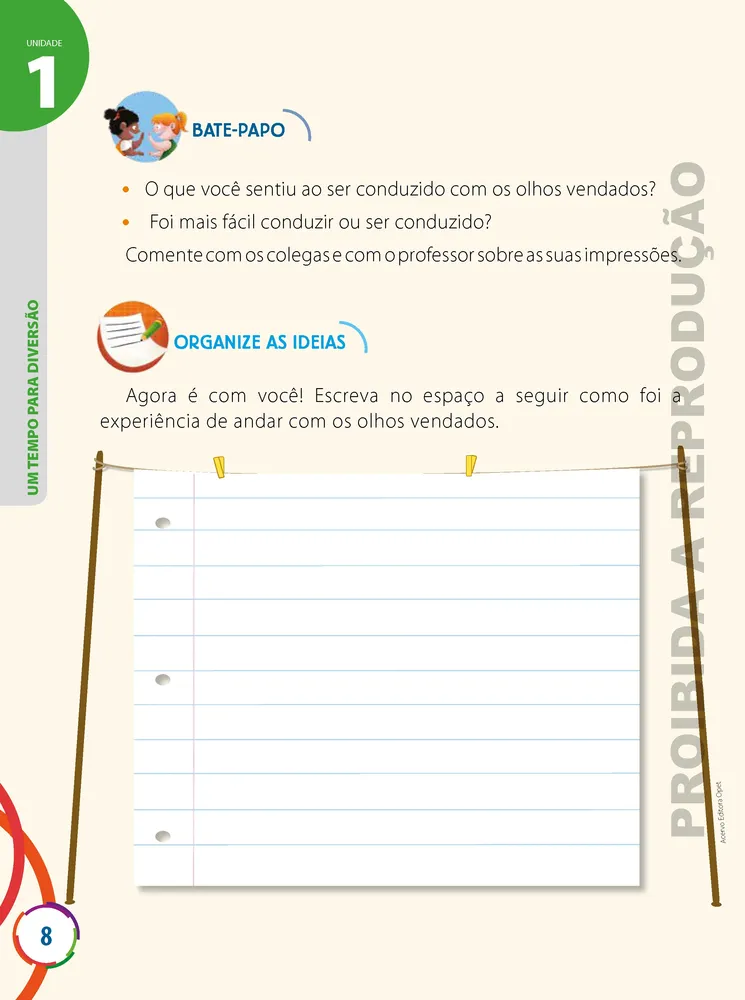 UNIDADE
1
BATE-PAPO
• O que você sentiu ao ser conduzido com os olhos vendados?
• Foi mais fácil conduzir ou ser conduzido?
Comente com os colegas e com o professor sobre as suas impressões.
UM TEMPO PARA DIVERSÃO
ORGANIZE AS IDEIAS
Agora é com você! Escreva no espaço a seguir como foi a
experiência de andar com os olhos vendados.
PROIBIDA A REPRODUÇÃO
Acervo Editora Opet
8